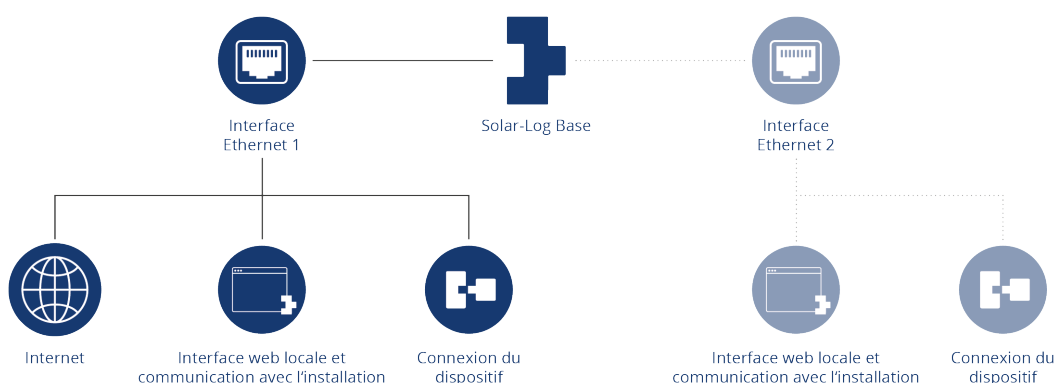 Interface
Ethernet 1
Solar-Log Base
Interface
Ethernet 2
Internet
Interface web locale et
communication avec l‘installation
Connexion du
dispositif
Interface web locale et
communication avec l‘installation
Connexion du
dispositif